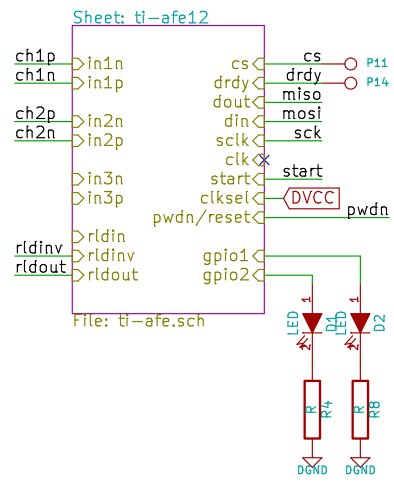 Sheet: ti-afe12
ch1p in1n cs cs P11
ch1n in1p drdy drdy P14
dout miso
ch2p in2n din mosi
ch2n in2p sclk sck
clk
in3n start start
in3p clksel DVCC
pwdn/reset pwdn
rldin
rldinv rldinv gpio1
rldout rldout gpio2
File: ti-afe.sch
1 1
LED D1 LED D2
2 2
R R4 R R8
DGND DGND